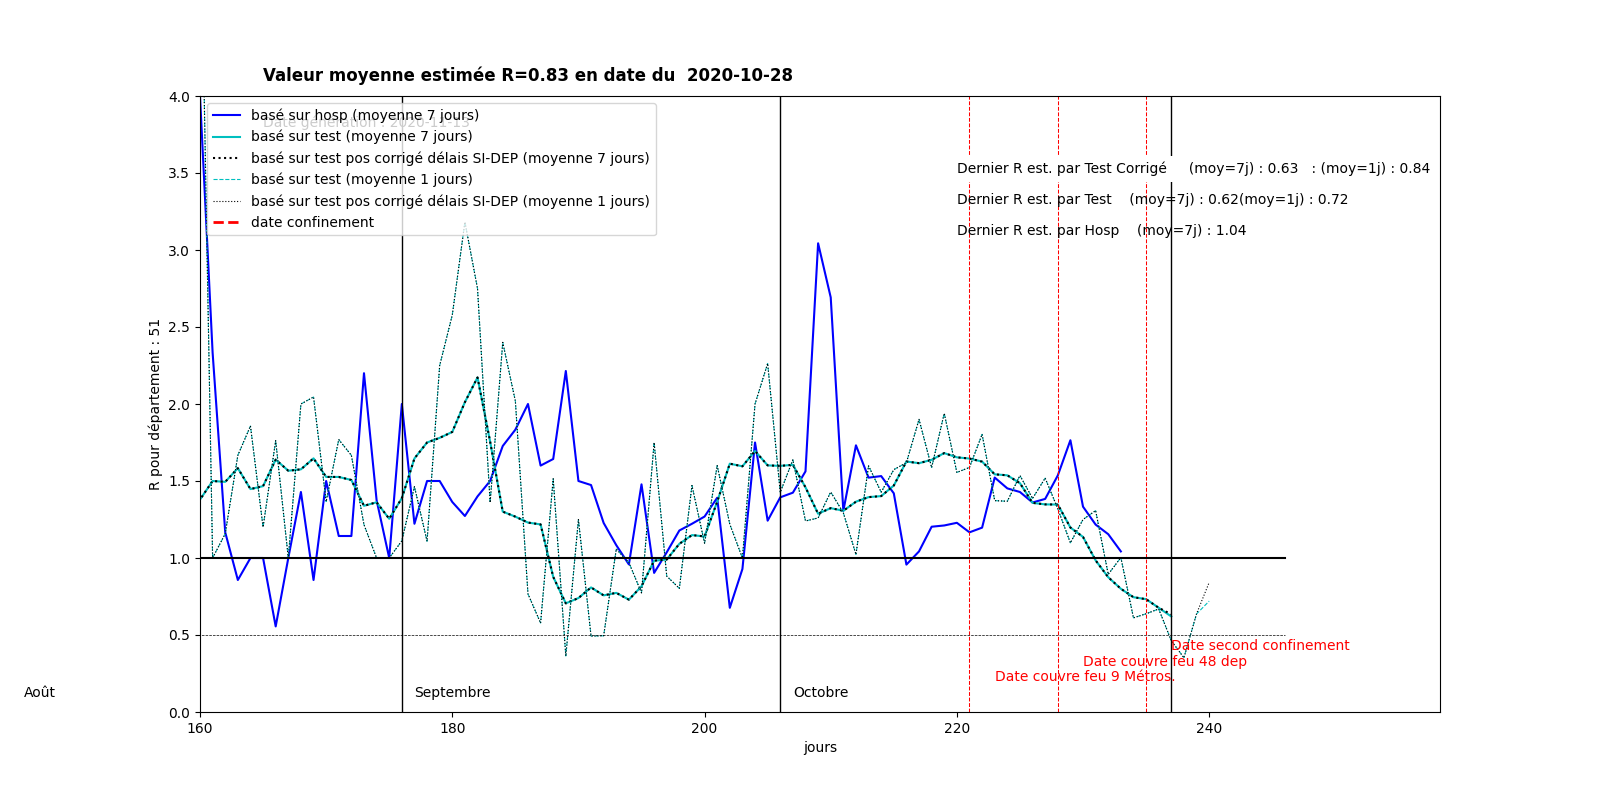 Valeur moyenne estimée R=0.83 en date du  2020-10-28
4.0
3.5
3.0
2.5
2.0
1.5
1.0
0.5
0.0
R pour département : 51
basé sur hosp (moyenne 7 jours)
Date génération : 2020-11-13
basé sur test (moyenne 7 jours)
basé sur test pos corrigé délais SI-DEP (moyenne 7 jours)
basé sur test (moyenne 1 jours)
basé sur test pos corrigé délais SI-DEP (moyenne 1 jours)
date confinement
Dernier R est. par Test Corrigé (moy=7j) : 0.63 : (moy=1j) : 0.84
Dernier R est. par Test (moy=7j) : 0.62(moy=1j) : 0.72
Dernier R est. par Hosp (moy=7j) : 1.04
Date second confinement
Date couvre feu 48 dep
Date couvre feu 9 Métros.
Août
Septembre
Octobre
160
180
200
220
240
jours